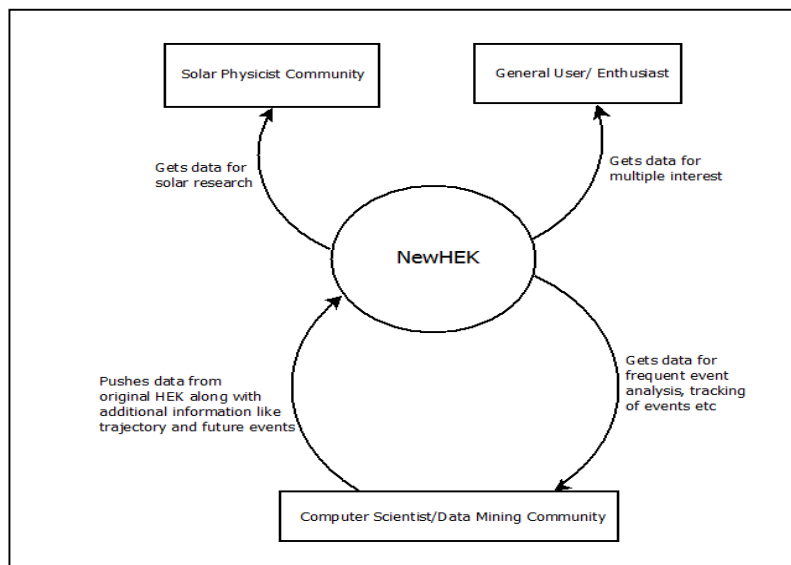 Solar Physicist Community
General User/ Enthusiast
Gets data for
solar research
Gets data for
multiple interest
NewHEK
Pushes data from
original HEK along with
additional information like
trajectory and future events
Gets data for
frequent event
analysis, tracking
of events etc
Computer Scientist/Data Mining Community